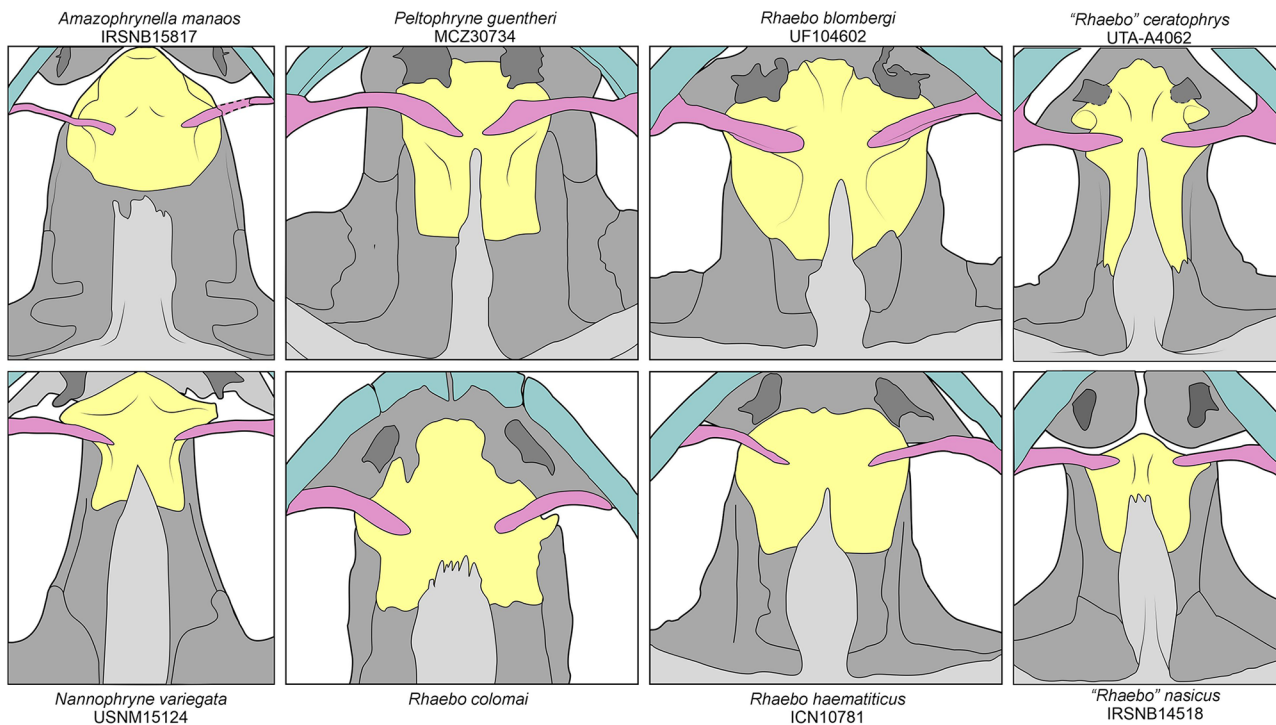 Amazophrynella manaos
IRSNB15817
Peltophryne guentheri
MCZ30734
Rhaebo blombergi
UF104602
“Rhaebo” ceratophrys
UTA-A4062
Nannophryne variegata
USNM15124
Rhaebo colomai
Rhaebo haematiticus
ICN10781
“Rhaebo” nasicus
IRSNB14518